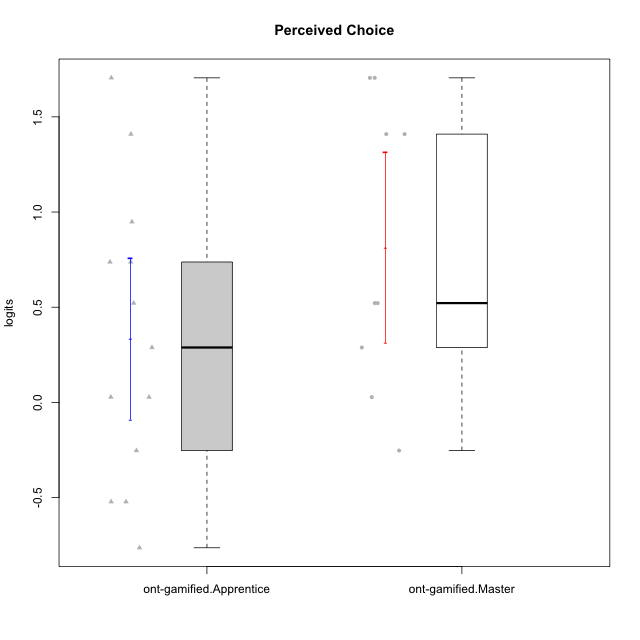 Perceived Choice
logits
1.5
1.0
0.5
0.0
-0.5
ont-gamified.Apprentice
ont-gamified.Master